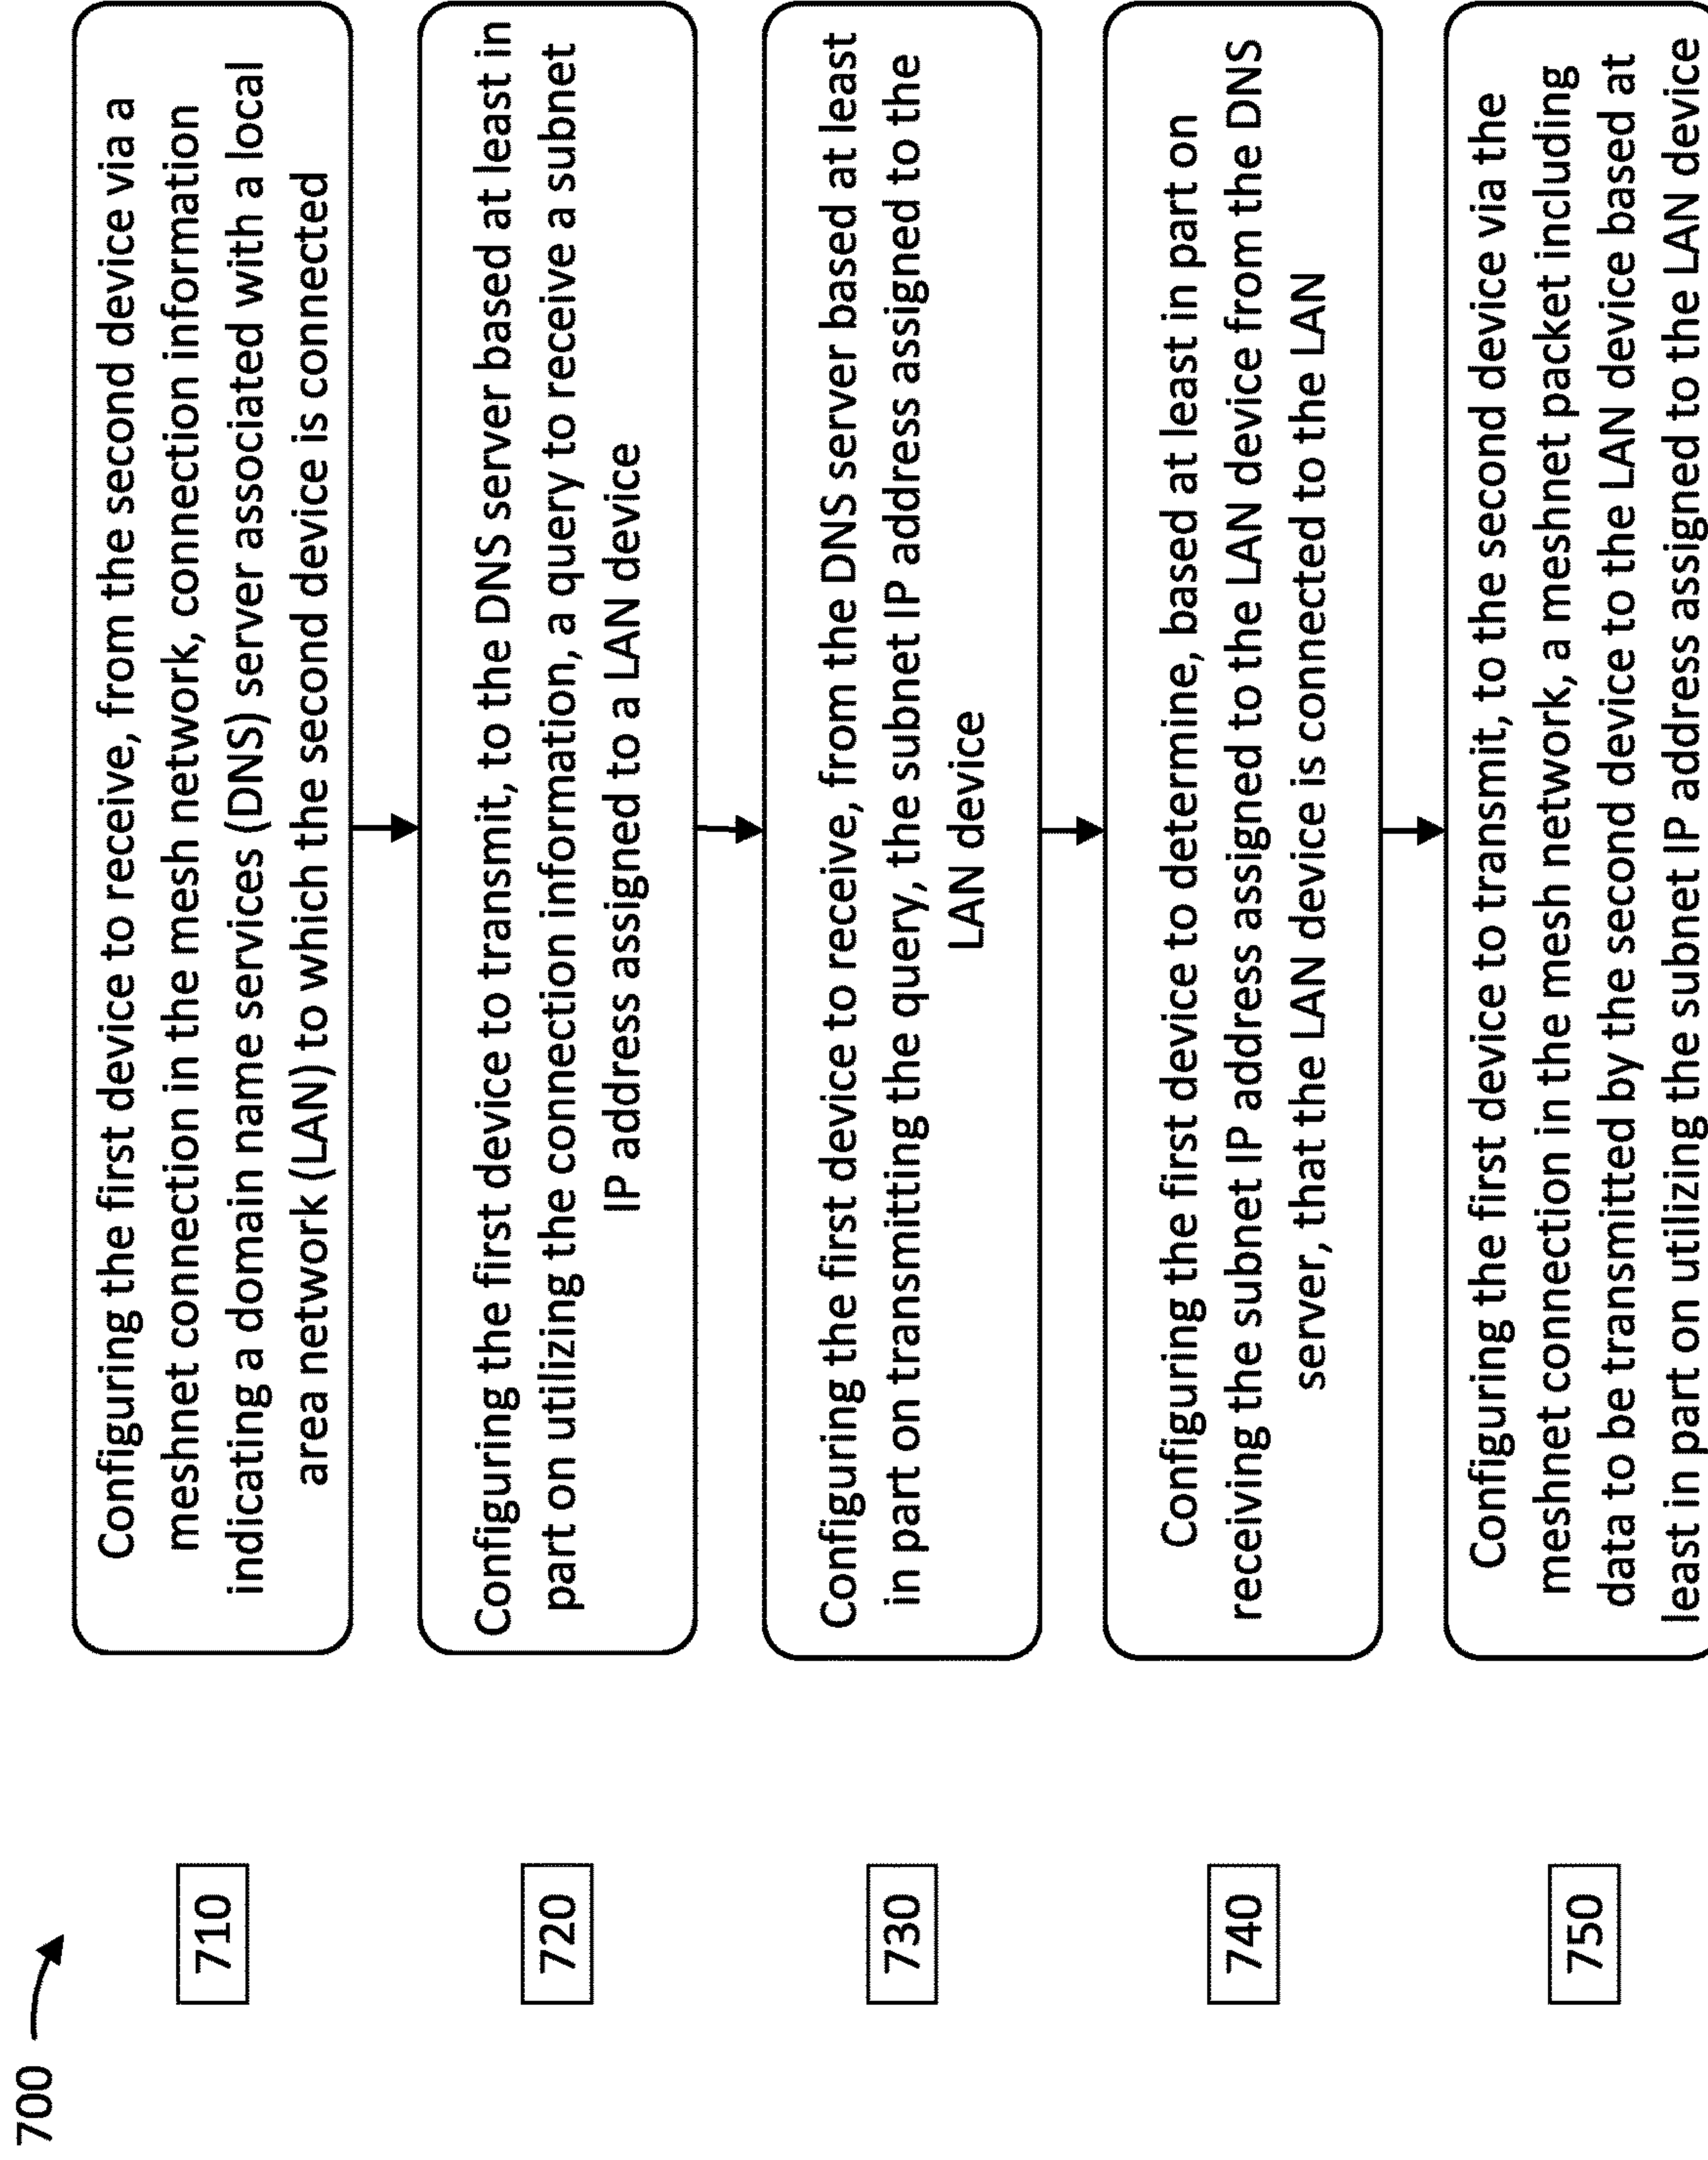 700
710
Configuring the first device to receive, from the second device via a
meshnet connection in the mesh network, connection information
indicating a domain name services (DNS) server associated with a local
area network (LAN) to which the second device is connected
720
Configuring the first device to transmit, to the DNS server based at least in
part on utilizing the connection information, a query to receive a subnet
IP address assigned to a LAN device
730
Configuring the first device to receive, from the DNS server based at least
in part on transmitting the query, the subnet IP address assigned to the
LAN device
740
Configuring the first device to determine, based at least in part on
receiving the subnet IP address assigned to the LAN device from the DNS
server, that the LAN device is connected to the LAN
750
Configuring the first device to transmit, to the second device via the
meshnet connection in the mesh network, a meshnet packet including
data to be transmitted by the second device to the LAN device based at
least in part on utilizing the subnet IP address assigned to the LAN device